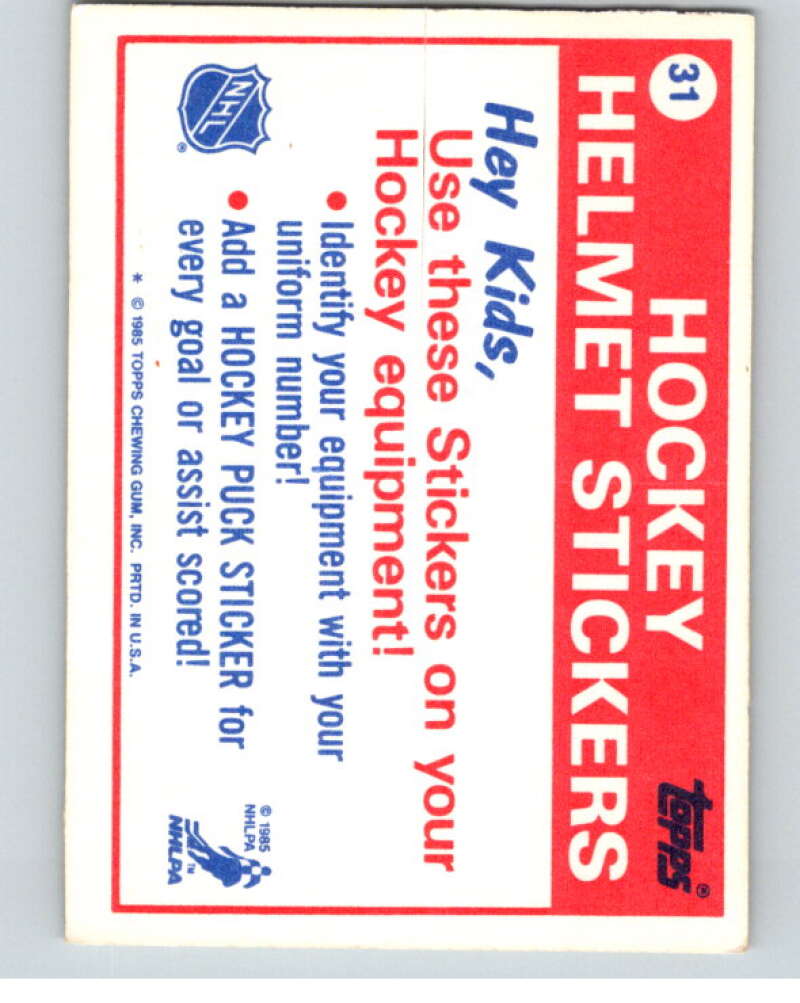 31
HOCKEY
topps®
HELMET STICKERS
Hey Kids,
Use these Stickers on your
Hockey equipment!
• Identify your equipment with your
uniform number!
• Add a HOCKEY PUCK STICKER for
every goal or assist scored!
NHL
®
© 1985
NHLPA
NHLPA
TM
* © 1985 TOPPS CHEWING GUM, INC. PRTD. IN U.S.A.